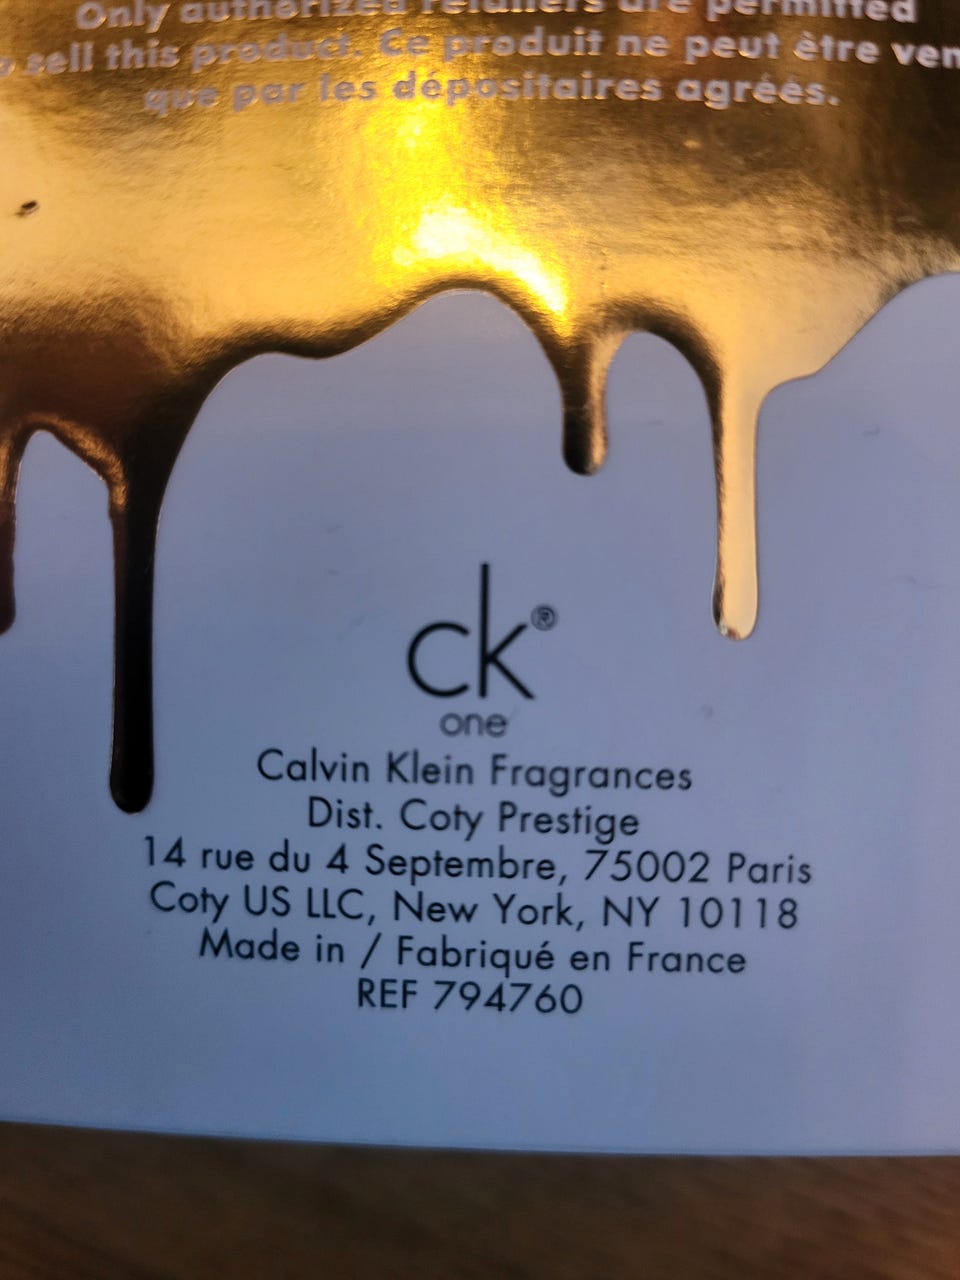 Only authorized retailers are permitted
sell this product. Ce produit ne peut être
que par les dépositaires agréés.
ck®
one
Calvin Klein Fragrances
Dist. Coty Prestige
14 rue du 4 Septembre, 75002 Paris
Coty US LLC, New York, NY 10118
Made in / Fabriqué en France
REF 794760